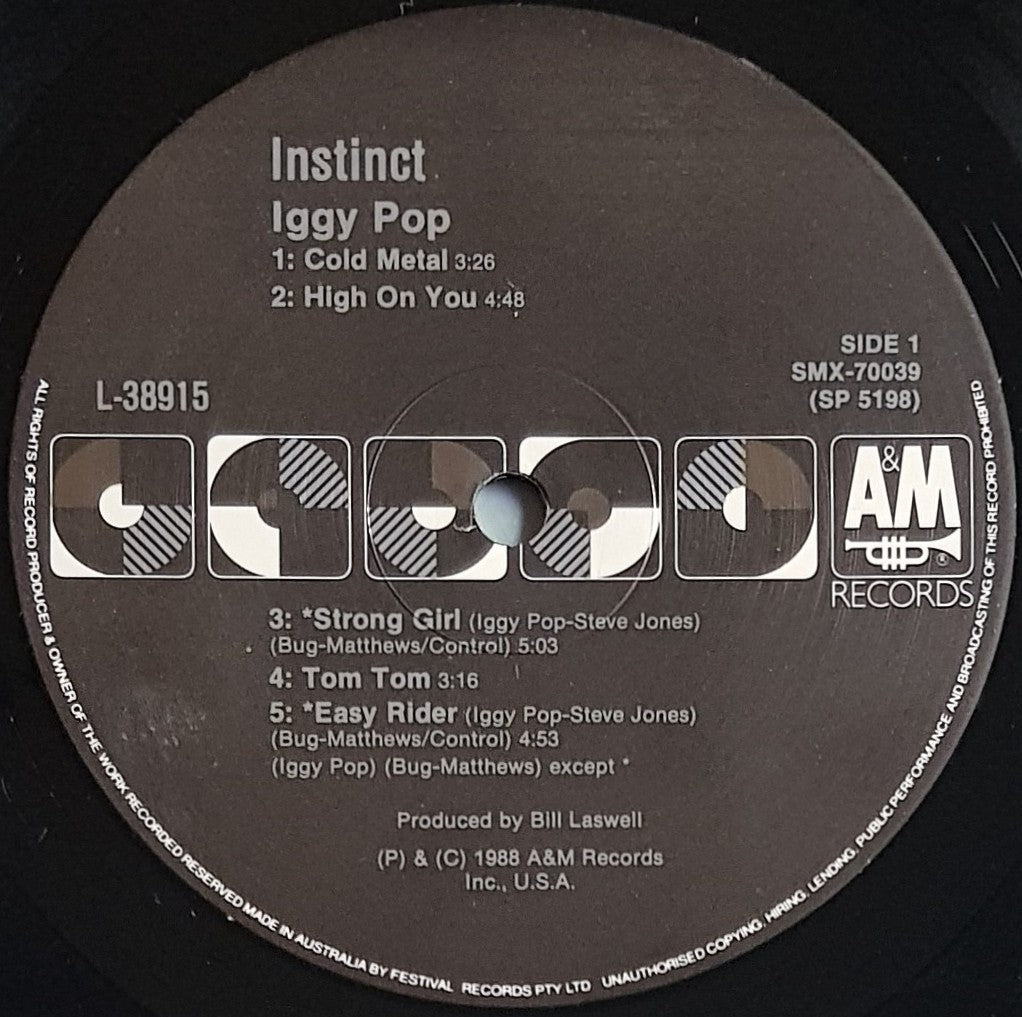 Instinct
Iggy Pop
1: Cold Metal 3:26
2: High On You 4:48
SIDE 1
SMX-70039
(SP 5198)
L-38915
A&M
®
RECORDS
3: *Strong Girl (Iggy Pop-Steve Jones)
(Bug-Matthews/Control) 5:03
4: Tom Tom 3:16
5: *Easy Rider (Iggy Pop-Steve Jones)
(Bug-Matthews/Control) 4:53
(Iggy Pop) (Bug-Matthews) except *
Produced by Bill Laswell
(P) & (C) 1988 A&M Records
Inc., U.S.A.
ALL RIGHTS OF RECORD PRODUCER & OWNER OF THE WORK RECORDED RESERVED MADE IN AUSTRALIA BY FESTIVAL RECORDS PTY LTD UNAUTHORISED COPYING, HIRING, LENDING, PUBLIC PERFORMANCE AND BROADCASTING OF THIS RECORD PROHIBITED